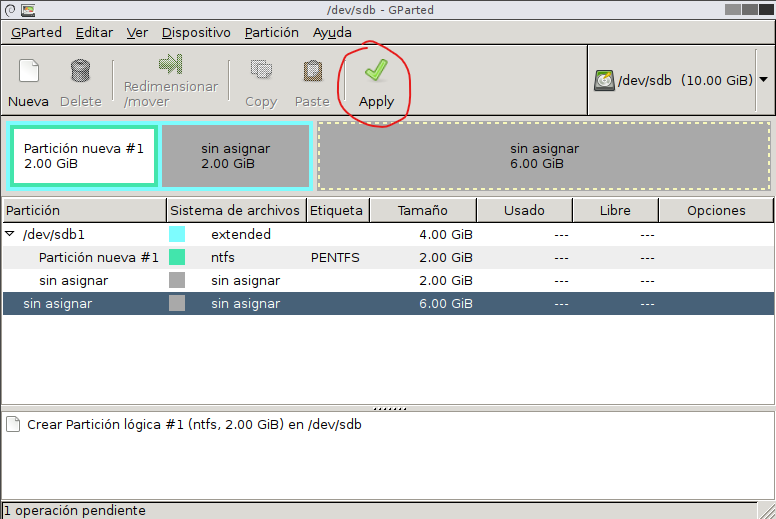 /dev/sdb - GParted
GParted Editar Ver Dispositivo Partición Ayuda
Nueva Delete Redimensionar /mover Copy Paste Apply /dev/sdb (10.00 GiB)
Partición nueva #1 sin asignar sin asignar
2.00 GiB 2.00 GiB 6.00 GiB
Partición Sistema de archivos Etiqueta Tamaño Usado Libre Opciones
/dev/sdb1 extended 4.00 GiB --- ---
Partición nueva #1 ntfs PENTFS 2.00 GiB --- ---
sin asignar sin asignar 2.00 GiB --- ---
sin asignar sin asignar 6.00 GiB --- ---
Crear Partición lógica #1 (ntfs, 2.00 GiB) en /dev/sdb
1 operación pendiente